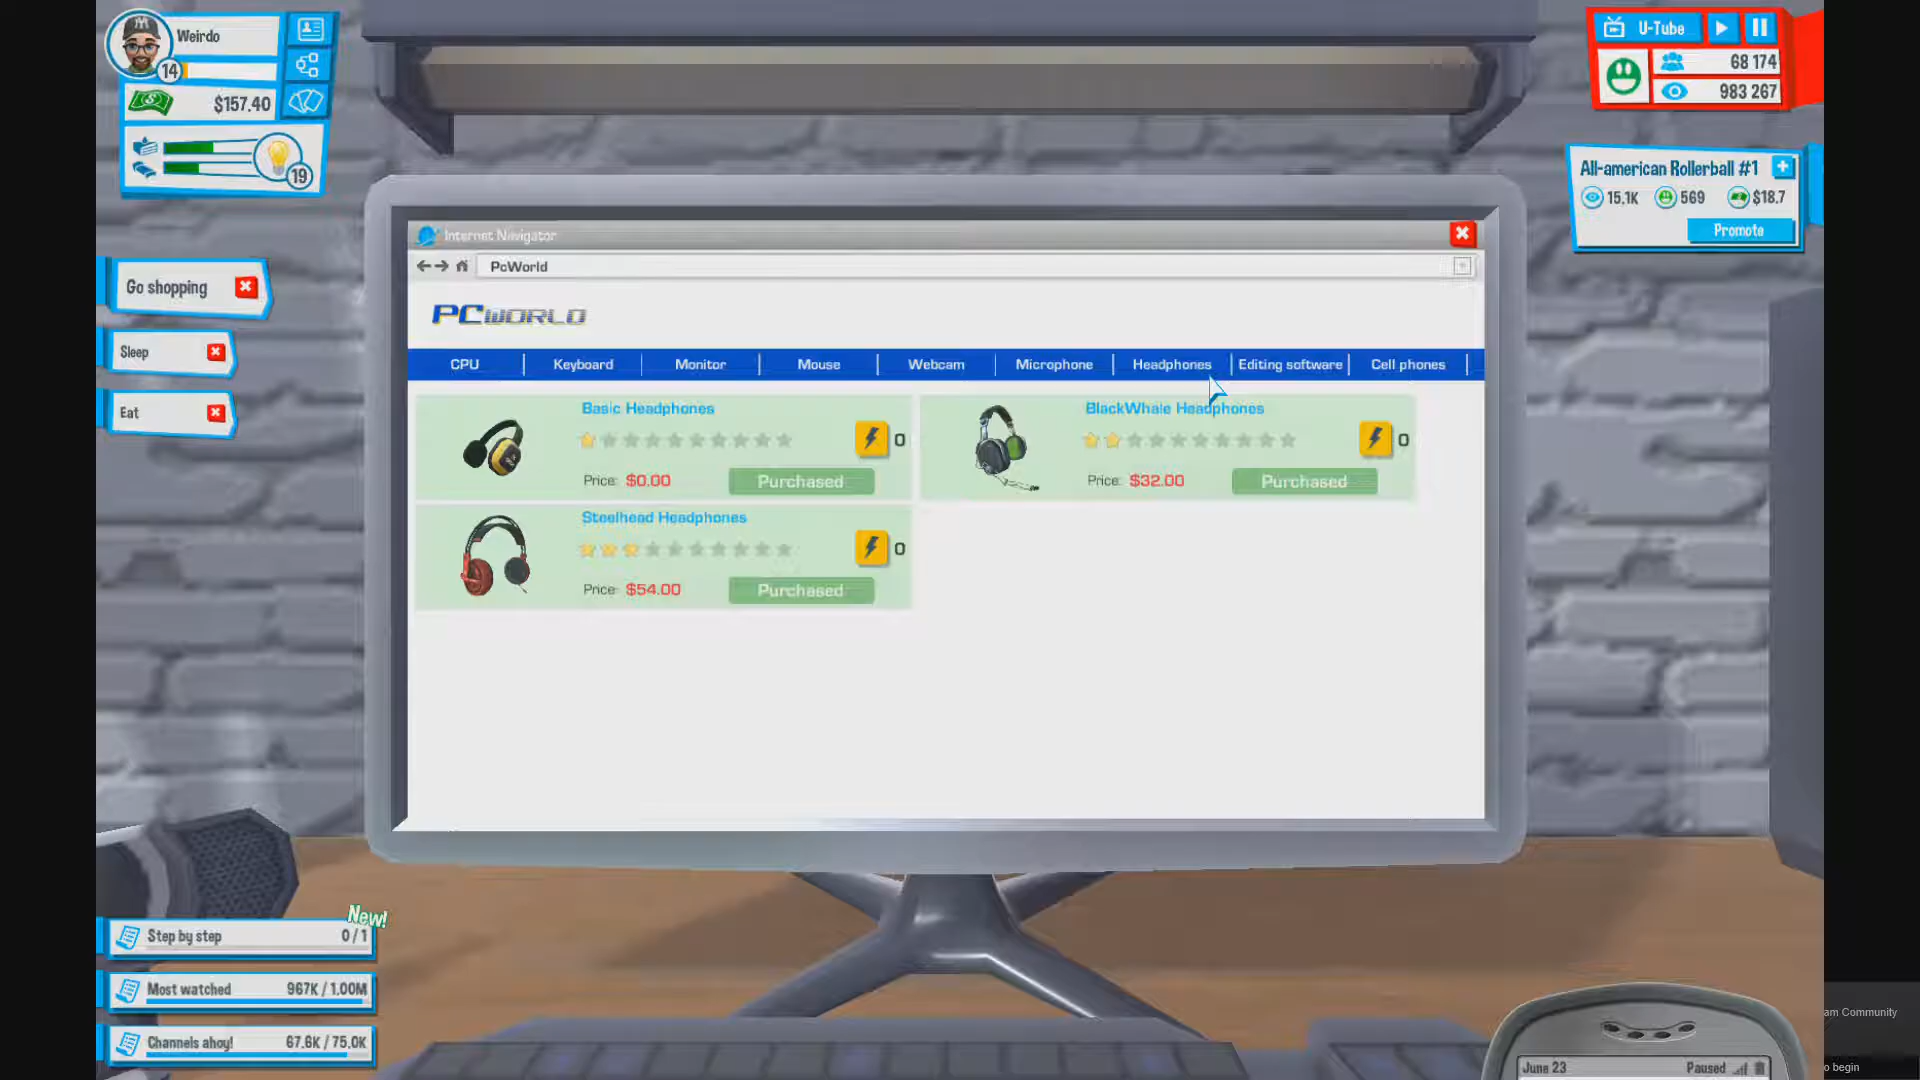 Weirdo
14
$157.40
19
U-Tube
68 174
983 267
All-american Rollerball #1
15.1K 569 $18.7
Promote
Go shopping
Sleep
Eat
Internet Navigator
PcWorld
PCWORLD
CPU Keyboard Monitor Mouse Webcam Microphone Headphones Editing software Cell phones
Basic Headphones
0
Price: $0.00 Purchased
BlackWhale Headphones
0
Price: $32.00 Purchased
Steelhead Headphones
0
Price: $54.00 Purchased
New!
Step by step 0/1
Most watched 967K / 1.00M
Channels ahoy! 67.6K / 75.0K
June 23 Paused
am Community
o begin